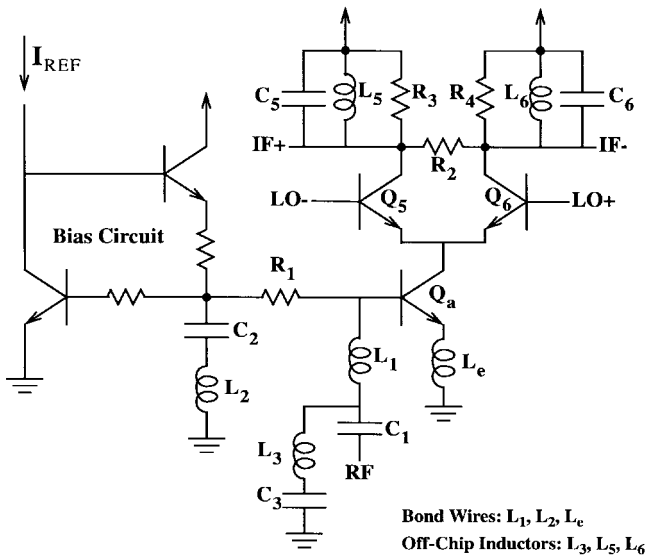 I_REF
C_5
L_5
R_3
R_4
L_6
C_6
IF+
R_2
IF-
LO-
Q_5
Q_6
LO+
Bias Circuit
R_1
Q_a
C_2
L_1
L_e
L_2
C_1
L_3
RF
C_3
Bond Wires: L_1, L_2, L_e
Off-Chip Inductors: L_3, L_5, L_6